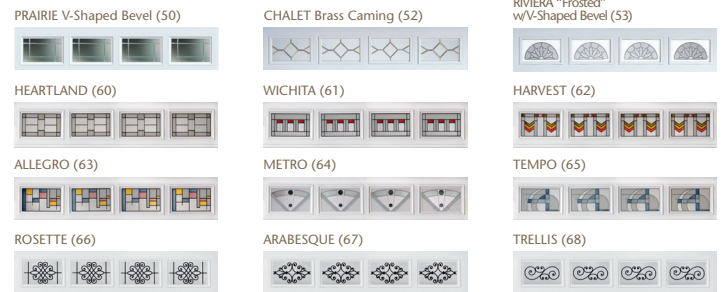 PRAIRIE V-Shaped Bevel (50)
CHALET Brass Caming (52)
RIVIERA "Frosted"
w/V-Shaped Bevel (53)
HEARTLAND (60)
WICHITA (61)
HARVEST (62)
ALLEGRO (63)
METRO (64)
TEMPO (65)
ROSETTE (66)
ARABESQUE (67)
TRELLIS (68)